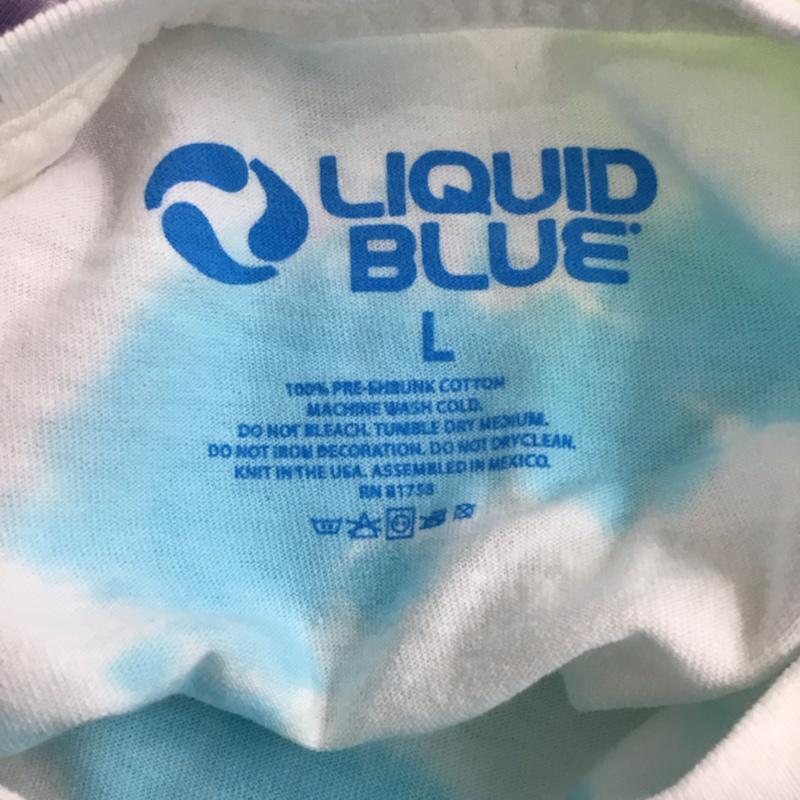 LIQUID
BLUE
L
100% PRE-SHRUNK COTTON
MACHINE WASH COLD.
DO NOT BLEACH. TUMBLE DRY MEDIUM.
DO NOT IRON DECORATION. DO NOT DRYCLEAN.
KNIT IN THE USA. ASSEMBLED IN MEXICO.
RN 81758